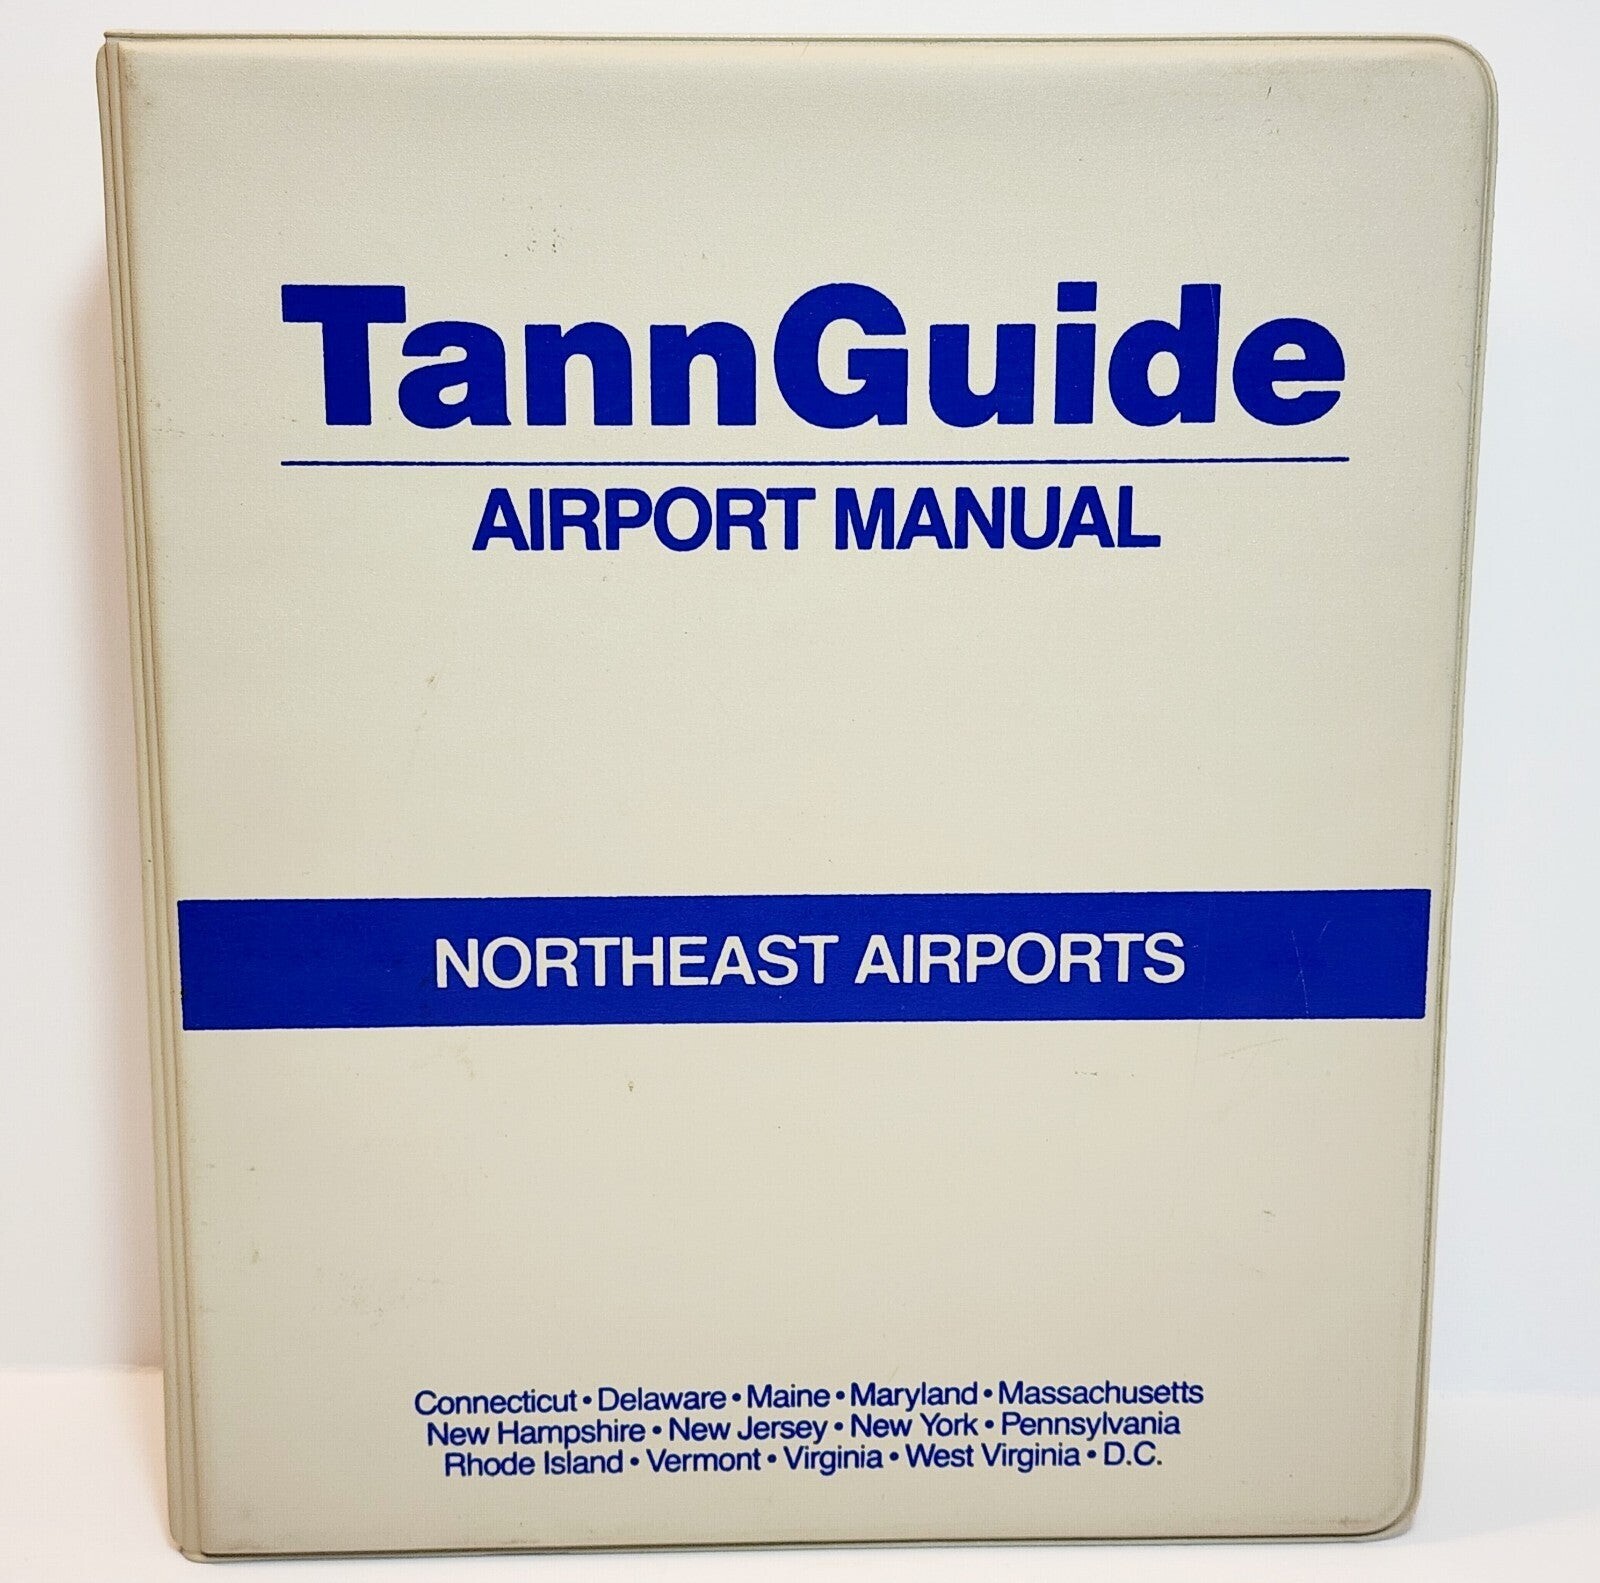 TannGuide
AIRPORT MANUAL
NORTHEAST AIRPORTS
Connecticut • Delaware • Maine • Maryland • Massachusetts
New Hampshire • New Jersey • New York • Pennsylvania
Rhode Island • Vermont • Virginia • West Virginia • D.C.